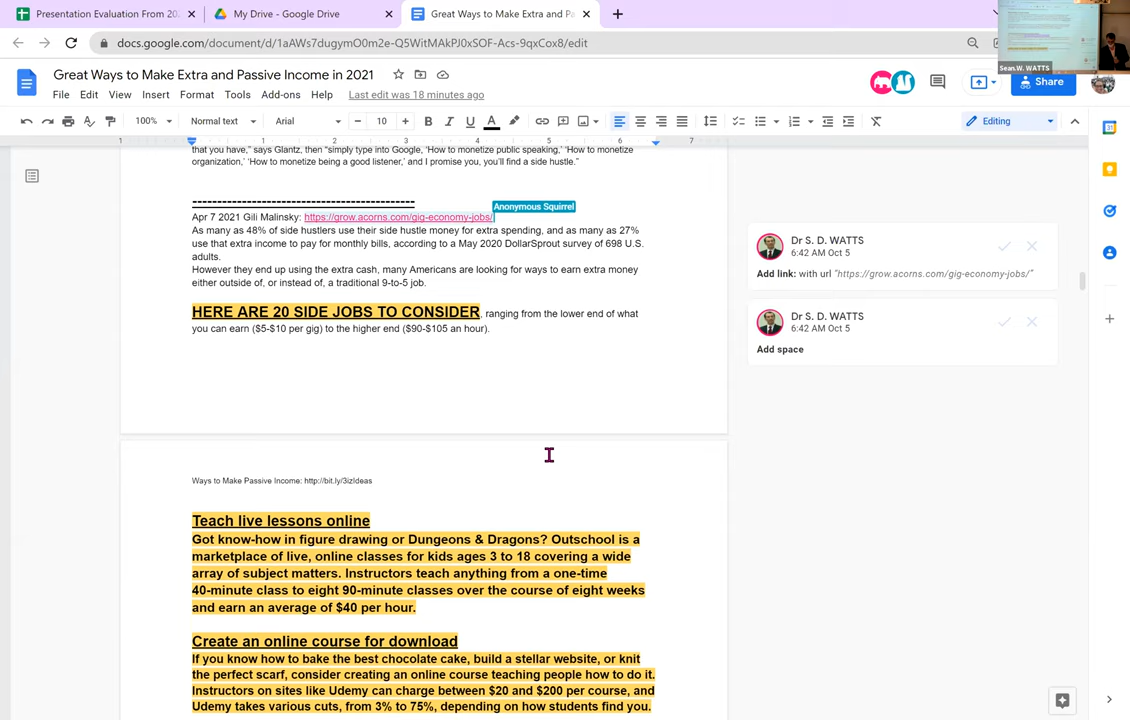 Presentation Evaluation From 202
My Drive - Google Drive
Great Ways to Make Extra and Pa
docs.google.com/document/d/1aAWs7dugymO0m2e-Q5WitMAkPJ0xSOF-Acs-9qxCox8/edit
Sean.W. WATTS
Great Ways to Make Extra and Passive Income in 2021
Share
File Edit View Insert Format Tools Add-ons Help Last edit was 18 minutes ago
100% Normal text Arial 10 B I U A Editing
1 1 2 3 4 5 6 7
that you have," says Glantz, then "simply type into Google, 'How to monetize public speaking,' 'How to monetize
organization,' 'How to monetize being a good listener,' and I promise you, you'll find a side hustle."
---------------------------------------------
Anonymous Squirrel
Apr 7 2021 Gili Malinsky: https://grow.acorns.com/gig-economy-jobs/
As many as 48% of side hustlers use their side hustle money for extra spending, and as many as 27%
use that extra income to pay for monthly bills, according to a May 2020 DollarSprout survey of 698 U.S.
adults.
However they end up using the extra cash, many Americans are looking for ways to earn extra money
either outside of, or instead of, a traditional 9-to-5 job.
HERE ARE 20 SIDE JOBS TO CONSIDER, ranging from the lower end of what
you can earn ($5-$10 per gig) to the higher end ($90-$105 an hour).
Dr S. D. WATTS
6:42 AM Oct 5
Add link: with url "https://grow.acorns.com/gig-economy-jobs/"
Dr S. D. WATTS
6:42 AM Oct 5
Add space
Ways to Make Passive Income: http://bit.ly/3izIdeas
Teach live lessons online
Got know-how in figure drawing or Dungeons & Dragons? Outschool is a
marketplace of live, online classes for kids ages 3 to 18 covering a wide
array of subject matters. Instructors teach anything from a one-time
40-minute class to eight 90-minute classes over the course of eight weeks
and earn an average of $40 per hour.
Create an online course for download
If you know how to bake the best chocolate cake, build a stellar website, or knit
the perfect scarf, consider creating an online course teaching people how to do it.
Instructors on sites like Udemy can charge between $20 and $200 per course, and
Udemy takes various cuts, from 3% to 75%, depending on how students find you.